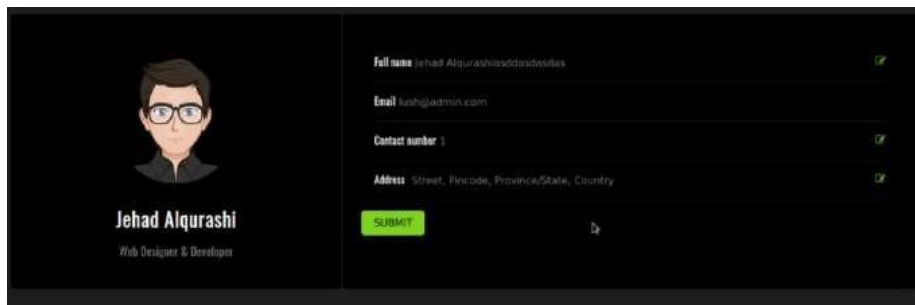 Full name Jehad Alqurashiasddasdasdas
Email lush@admin.com
Contact number 1
Address Street, Pincode, Province/State, Country
SUBMIT
Jehad Alqurashi
Web Designer & Developer